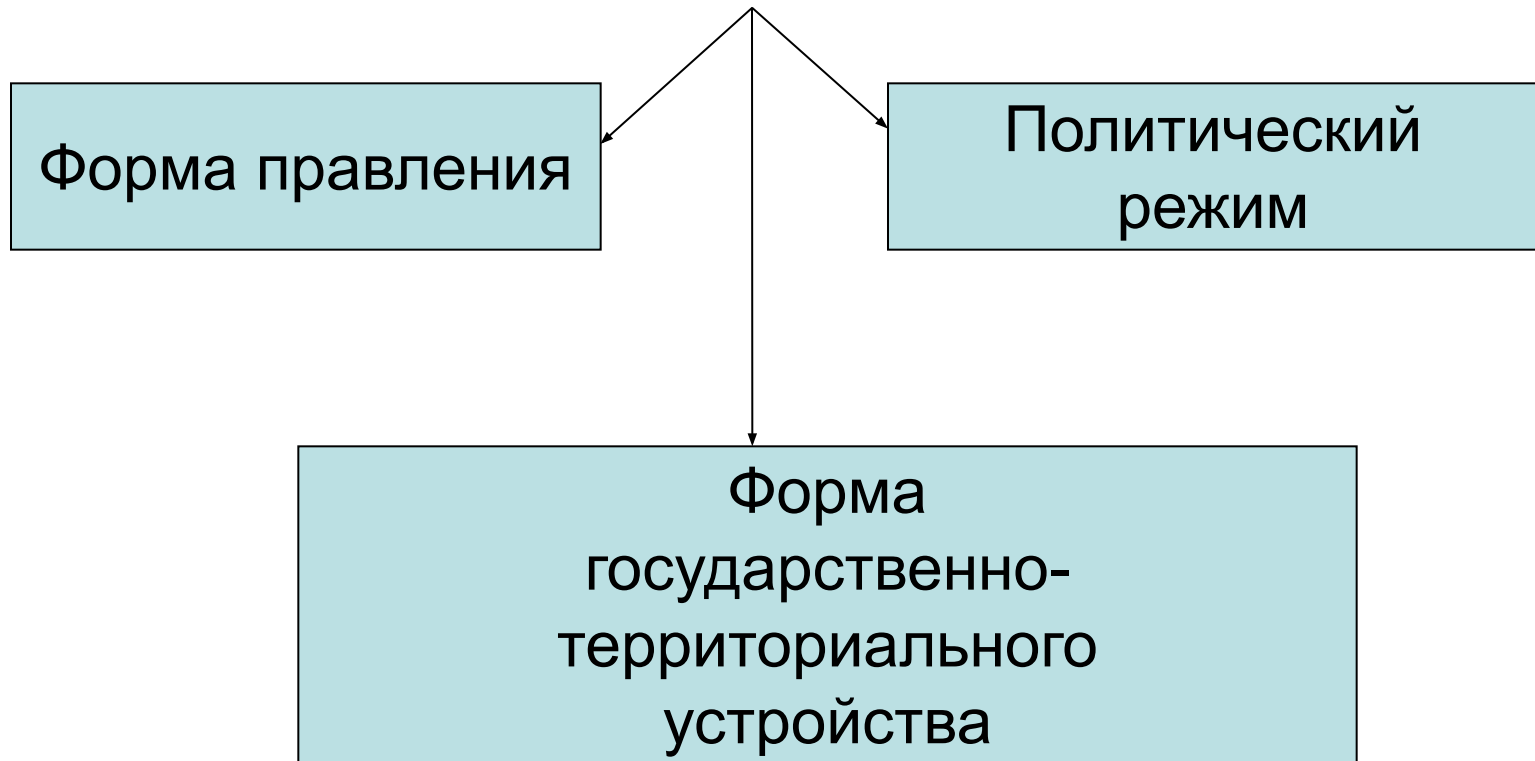 Форма правления
Политический
режим
Форма
государственно-
территориального
устройства